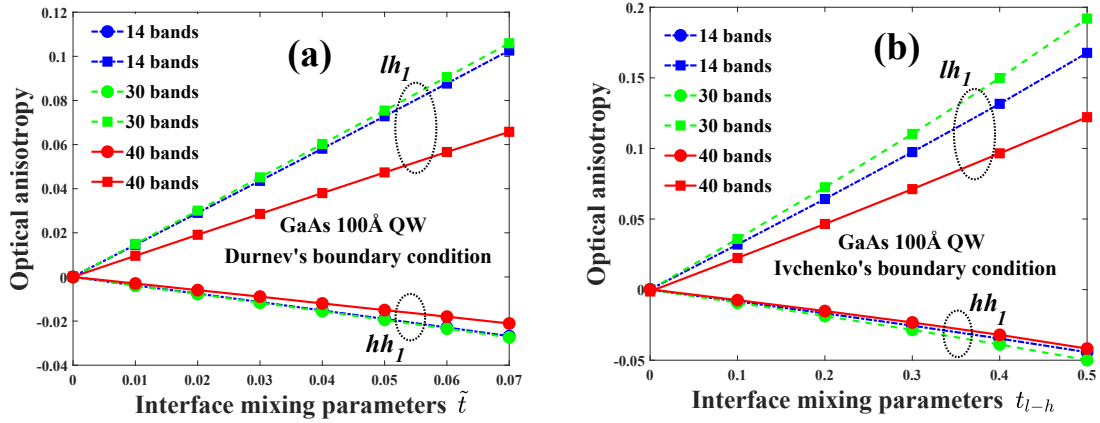 0.12
0.1
0.08
0.06
0.04
0.02
0
-0.02
-0.04
Optical anisotropy
14 bands
14 bands
30 bands
30 bands
40 bands
40 bands
(a)
lh₁
GaAs 100Å QW
Durnev's boundary condition
hh₁
0 0.01 0.02 0.03 0.04 0.05 0.06 0.07
Interface mixing parameters t̃
0.2
0.15
0.1
0.05
0
-0.05
Optical anisotropy
14 bands
14 bands
30 bands
30 bands
40 bands
40 bands
(b)
lh₁
GaAs 100Å QW
Ivchenko's boundary condition
hh₁
0 0.1 0.2 0.3 0.4 0.5
Interface mixing parameters t_{l−h}